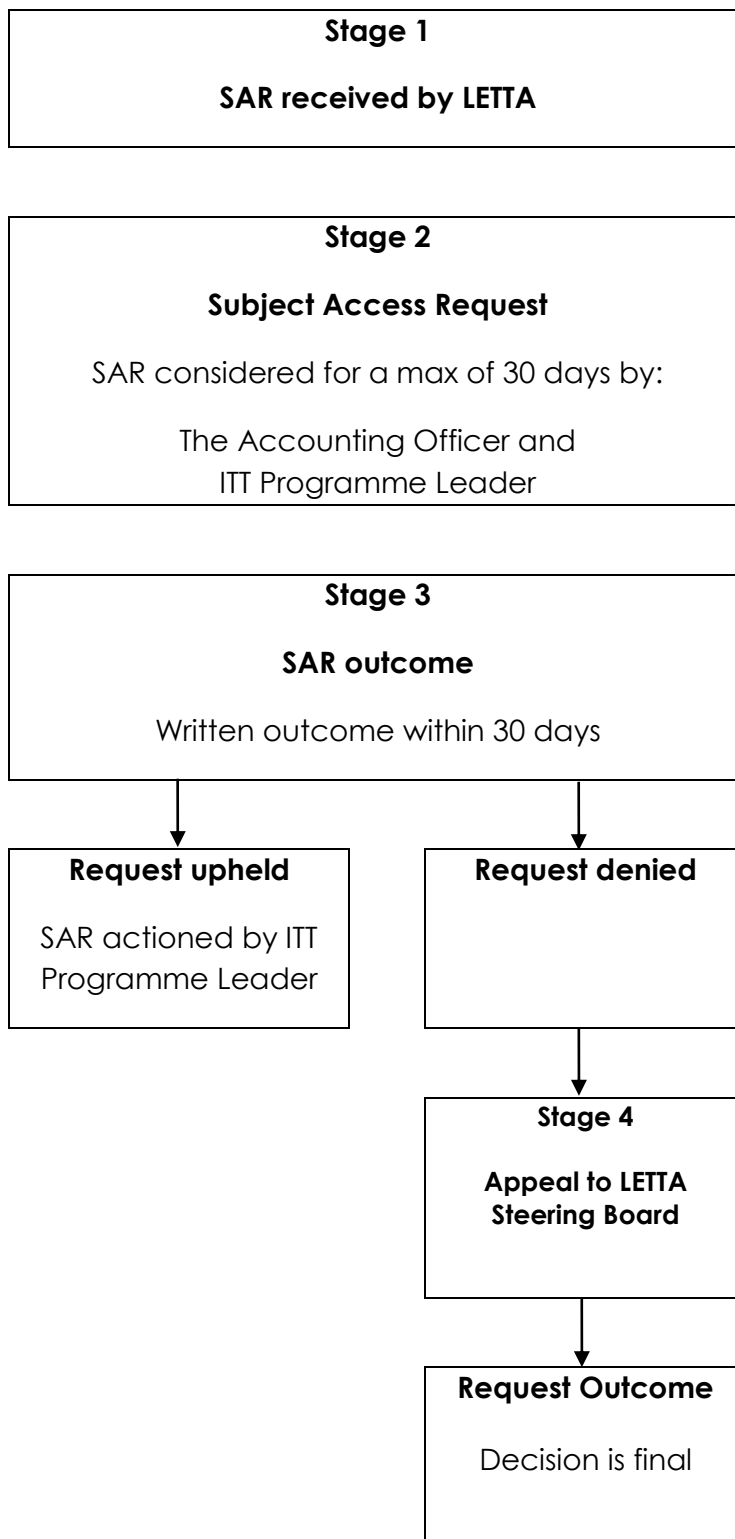 Stage 1
SAR received by LETTA
Stage 2
Subject Access Request
SAR considered for a max of 30 days by:
The Accounting Officer and
ITT Programme Leader
Stage 3
SAR outcome
Written outcome within 30 days
Request upheld
SAR actioned by ITT
Programme Leader
Request denied
Stage 4
Appeal to LETTA
Steering Board
Request Outcome
Decision is final